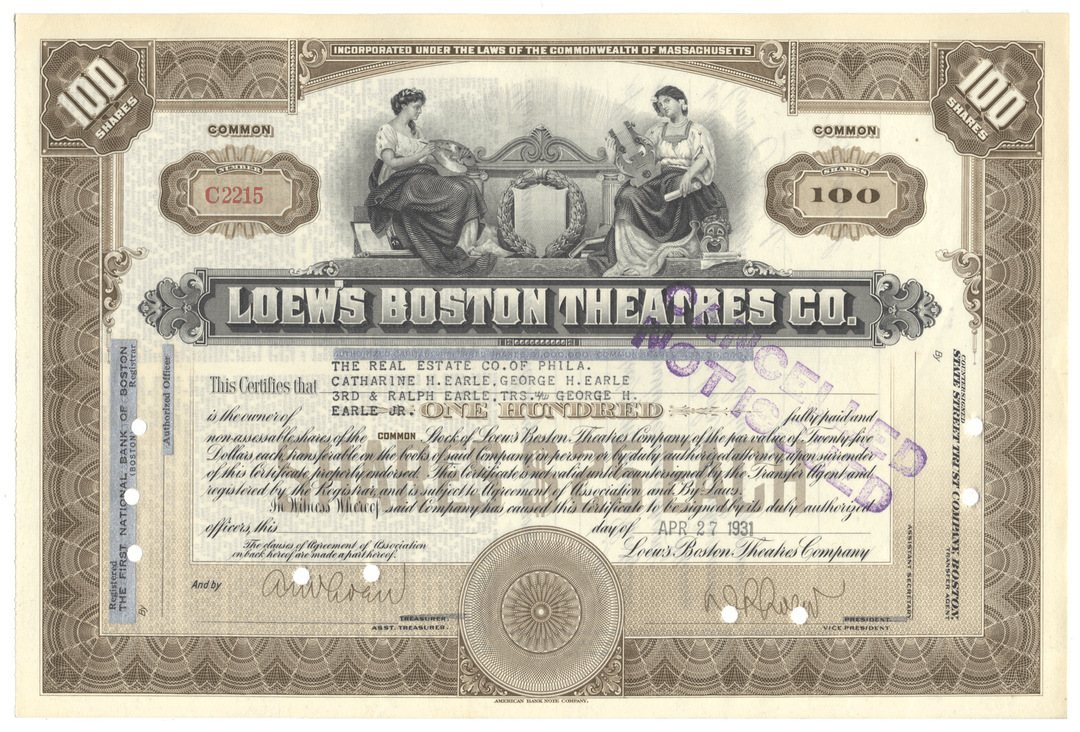 INCORPORATED UNDER THE LAWS OF THE COMMONWEALTH OF MASSACHUSETTS
100 SHARES
100 SHARES
COMMON
COMMON
NUMBER
C2215
SHARES
100
LOEW'S BOSTON THEATRES CO.
THE REAL ESTATE CO. OF PHILA.
This Certifies that CATHARINE H. EARLE, GEORGE H. EARLE
3RD & RALPH EARLE, TRS. GEORGE H.
is the owner of EARLE JR. ONE HUNDRED fully paid and
non-assessable shares of the COMMON Stock of Loew's Boston Theatres Company of the par value of Twenty five
Dollars each, transferable on the books of said Company in person or by duly authorized attorney, upon surrender
of this Certificate properly endorsed. This Certificate is not valid until countersigned by the Transfer Agent and
registered by the Registrar, and is subject to Agreement of Association and By-Laws.
In Witness Whereof said Company has caused this Certificate to be signed by its duly authorized
officers, this day of APR 27 1931
The clauses of Agreement of Association
on back hereof are made a part hereof.
Loew's Boston Theatres Company
And by
TREASURER.
ASST. TREASURER.
PRESIDENT.
VICE PRESIDENT.
CANCELLED
NOT ISSUED
Registered
THE FIRST NATIONAL BANK OF BOSTON
(BOSTON) Registrar
By
Authorized Officer
COUNTERSIGNED
STATE STREET TRUST COMPANY, BOSTON,
TRANSFER AGENT
By
ASSISTANT SECRETARY
AMERICAN BANK NOTE COMPANY.